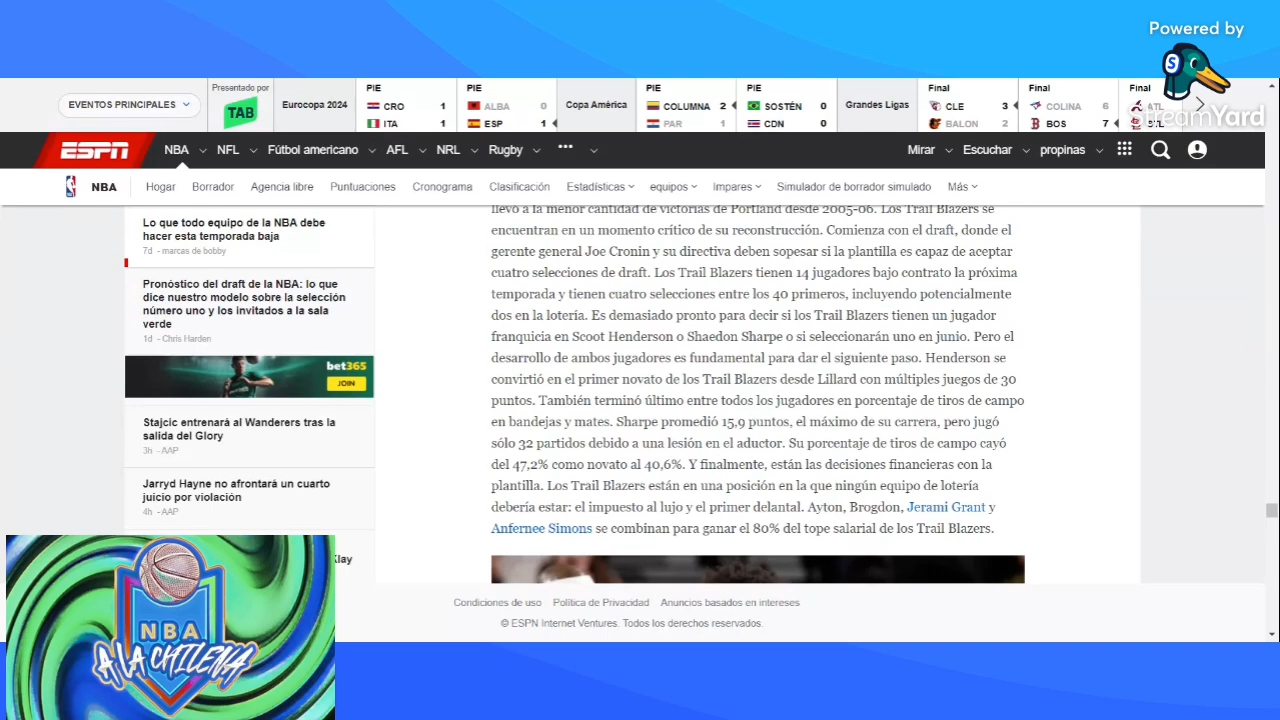 Powered by
StreamYard
EVENTOS PRINCIPALES
Presentado por
TAB
Eurocopa 2024
PIE
CRO 1
ITA 1
PIE
ALBA 0
ESP 1
Copa América
PIE
COLUMNA 2
PAR 1
PIE
SOSTÉN 0
CDN 0
Grandes Ligas
Final
CLE 3
BALON 2
Final
COLINA 6
BOS 7
Final
ATL
STL
ESPN
NBA NFL Fútbol americano AFL NRL Rugby ••• Mirar Escuchar propinas
NBA Hogar Borrador Agencia libre Puntuaciones Cronograma Clasificación Estadísticas equipos Impares Simulador de borrador simulado Más
Lo que todo equipo de la NBA debe
hacer esta temporada baja
7d - marcas de bobby
Pronóstico del draft de la NBA: lo que
dice nuestro modelo sobre la selección
número uno y los invitados a la sala
verde
1d - Chris Harden
bet365
JOIN
Stajcic entrenará al Wanderers tras la
salida del Glory
3h - AAP
Jarryd Hayne no afrontará un cuarto
juicio por violación
4h - AAP
Klay
llevó a la menor cantidad de victorias de Portland desde 2005-06. Los Trail Blazers se
encuentran en un momento crítico de su reconstrucción. Comienza con el draft, donde el
gerente general Joe Cronin y su directiva deben sopesar si la plantilla es capaz de aceptar
cuatro selecciones de draft. Los Trail Blazers tienen 14 jugadores bajo contrato la próxima
temporada y tienen cuatro selecciones entre los 40 primeros, incluyendo potencialmente
dos en la lotería. Es demasiado pronto para decir si los Trail Blazers tienen un jugador
franquicia en Scoot Henderson o Shaedon Sharpe o si seleccionarán uno en junio. Pero el
desarrollo de ambos jugadores es fundamental para dar el siguiente paso. Henderson se
convirtió en el primer novato de los Trail Blazers desde Lillard con múltiples juegos de 30
puntos. También terminó último entre todos los jugadores en porcentaje de tiros de campo
en bandejas y mates. Sharpe promedió 15,9 puntos, el máximo de su carrera, pero jugó
sólo 32 partidos debido a una lesión en el aductor. Su porcentaje de tiros de campo cayó
del 47,2% como novato al 40,6%. Y finalmente, están las decisiones financieras con la
plantilla. Los Trail Blazers están en una posición en la que ningún equipo de lotería
debería estar: el impuesto al lujo y el primer delantal. Ayton, Brogdon, Jerami Grant y
Anfernee Simons se combinan para ganar el 80% del tope salarial de los Trail Blazers.
Condiciones de uso Política de Privacidad Anuncios basados en intereses
© ESPN Internet Ventures. Todos los derechos reservados.
NBA
A LA CHILENA